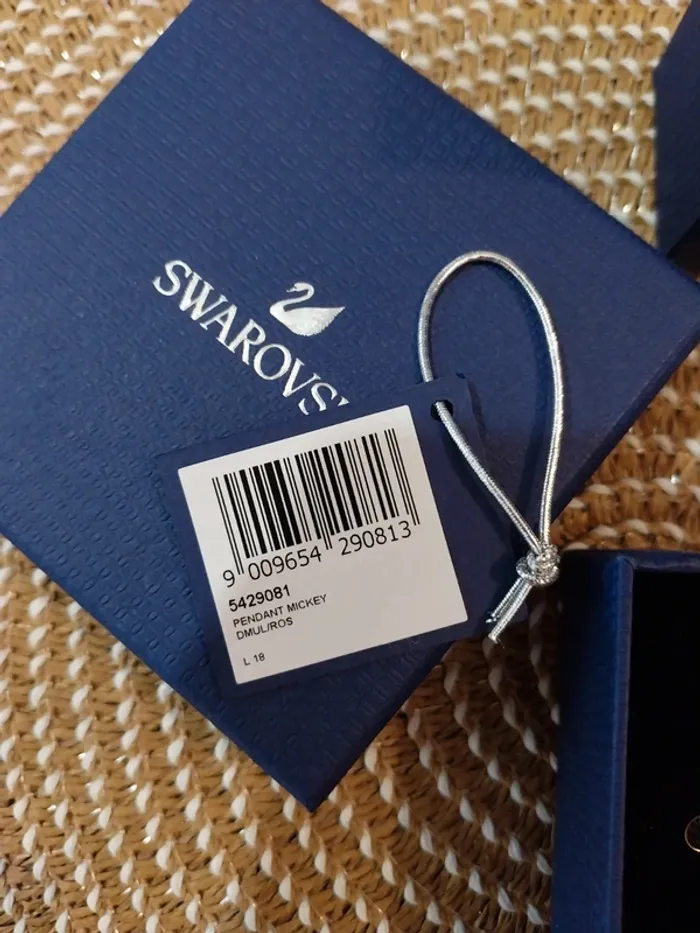 SWAROVS
9 009654 290813
5429081
PENDANT MICKEY
DMUL/ROS
L 18